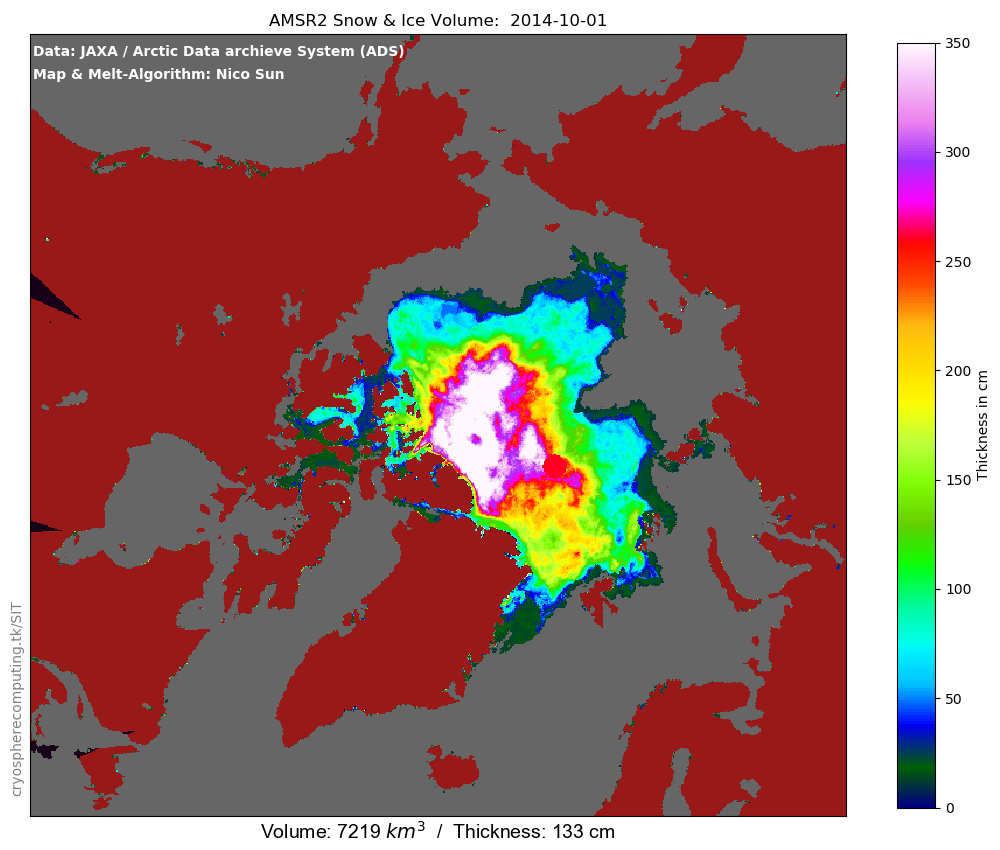 AMSR2 Snow & Ice Volume:  2014-10-01
Data: JAXA / Arctic Data archieve System (ADS)
Map & Melt-Algorithm: Nico Sun
350
300
250
200
150
100
50
0
Thickness in cm
cryospherecomputing.tk/SIT
Volume: 7219 km³  /  Thickness: 133 cm